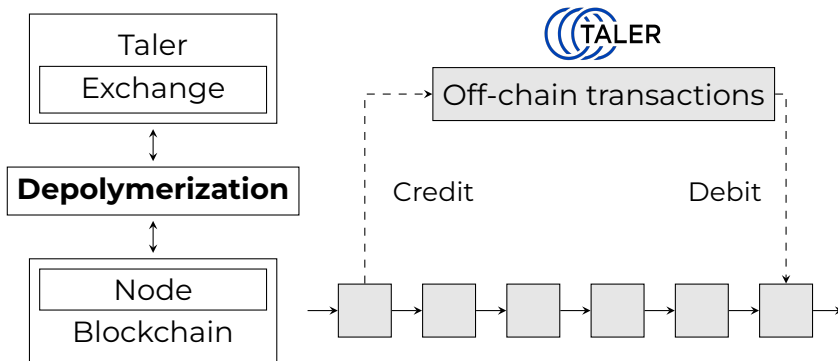 Taler
Exchange
Depolymerization
Node
Blockchain
TALER
Off-chain transactions
Credit
Debit